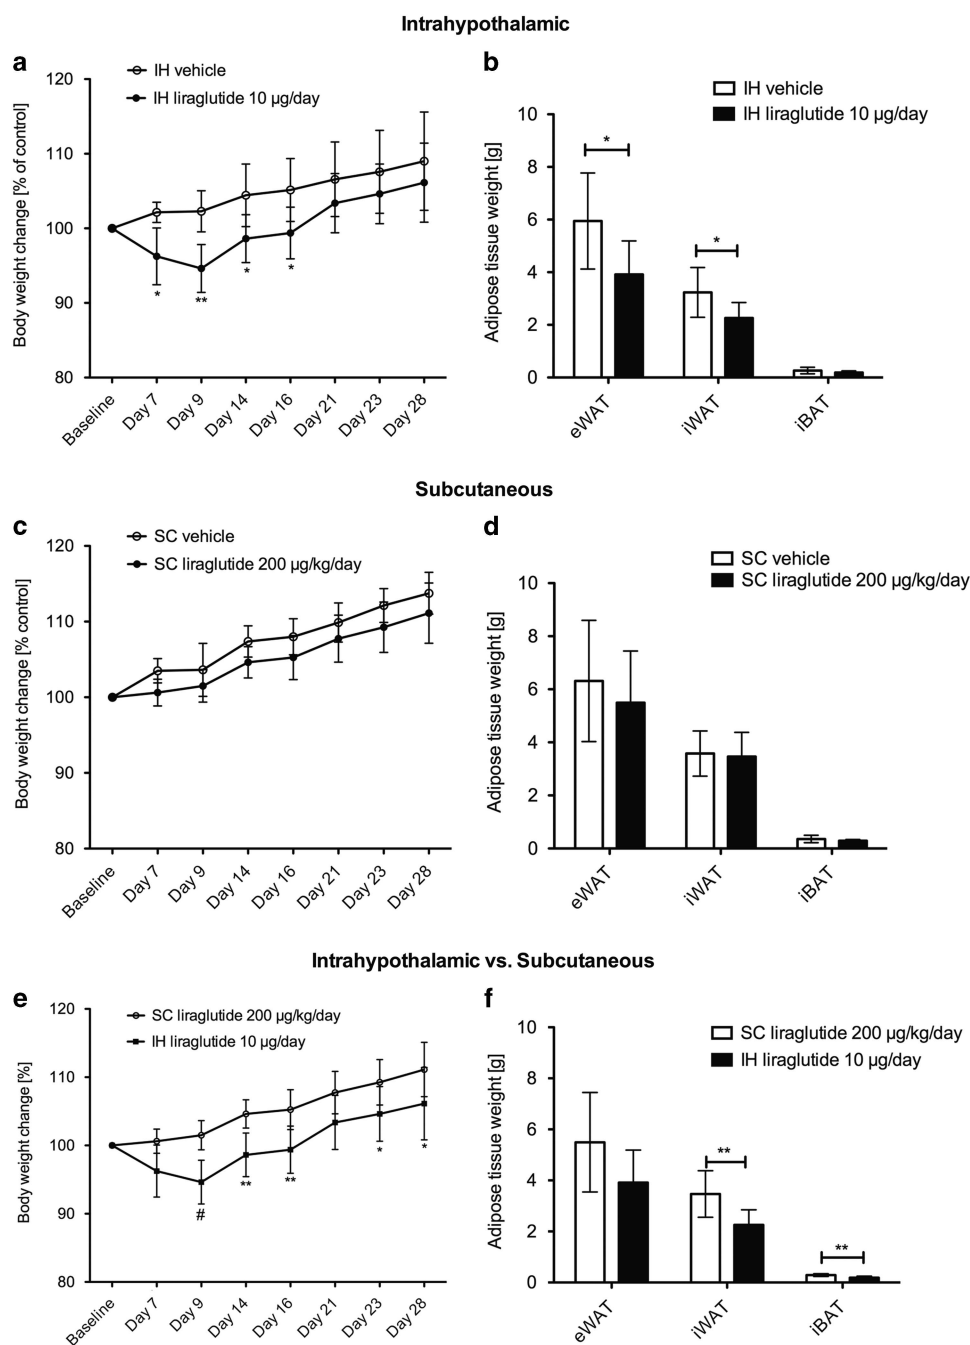 Intrahypothalamic
a
IH vehicle
IH liraglutide 10 µg/day
Body weight change [% of control]
120
110
100
90
80
Baseline
Day 7
Day 9
Day 14
Day 16
Day 21
Day 23
Day 28
*
**
*
*
b
IH vehicle
IH liraglutide 10 µg/day
Adipose tissue weight [g]
10
8
6
4
2
0
*
*
eWAT
iWAT
iBAT
Subcutaneous
c
SC vehicle
SC liraglutide 200 µg/kg/day
Body weight change [% control]
120
110
100
90
80
Baseline
Day 7
Day 9
Day 14
Day 16
Day 21
Day 23
Day 28
d
SC vehicle
SC liraglutide 200 µg/kg/day
Adipose tissue weight [g]
10
8
6
4
2
0
eWAT
iWAT
iBAT
Intrahypothalamic vs. Subcutaneous
e
SC liraglutide 200 µg/kg/day
IH liraglutide 10 µg/day
Body weight change [%]
120
110
100
90
80
#
**
**
*
*
Baseline
Day 7
Day 9
Day 14
Day 16
Day 21
Day 23
Day 28
f
SC liraglutide 200 µg/kg/day
IH liraglutide 10 µg/day
Adipose tissue weight [g]
10
8
6
4
2
0
**
**
eWAT
iWAT
iBAT